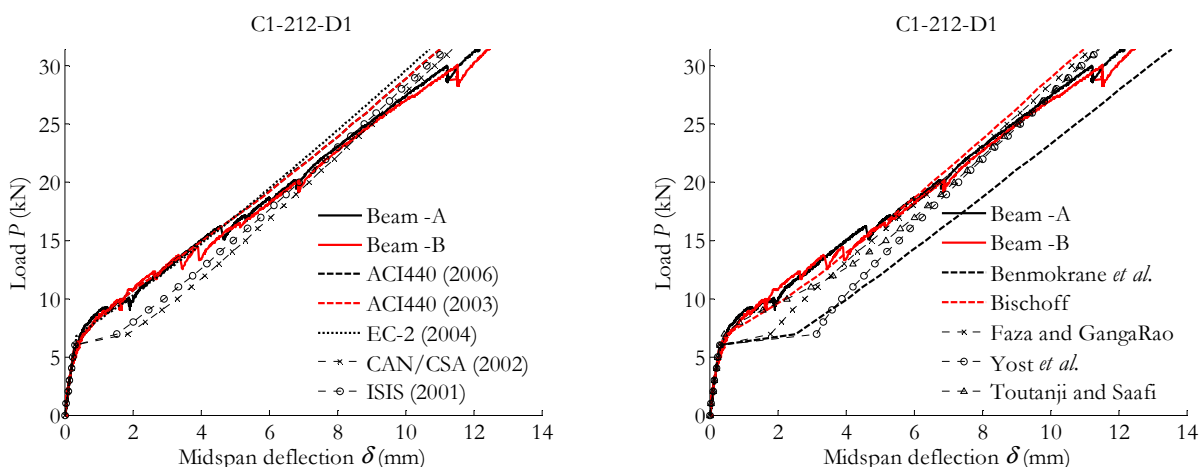 C1-212-D1
30
25
20
15
10
5
0
Load P (kN)
0 2 4 6 8 10 12 14
Midspan deflection δ (mm)
Beam -A
Beam -B
ACI440 (2006)
ACI440 (2003)
EC-2 (2004)
CAN/CSA (2002)
ISIS (2001)
C1-212-D1
30
25
20
15
10
5
0
Load P (kN)
0 2 4 6 8 10 12 14
Midspan deflection δ (mm)
Beam -A
Beam -B
Benmokrane et al.
Bischoff
Faza and GangaRao
Yost et al.
Toutanji and Saafi